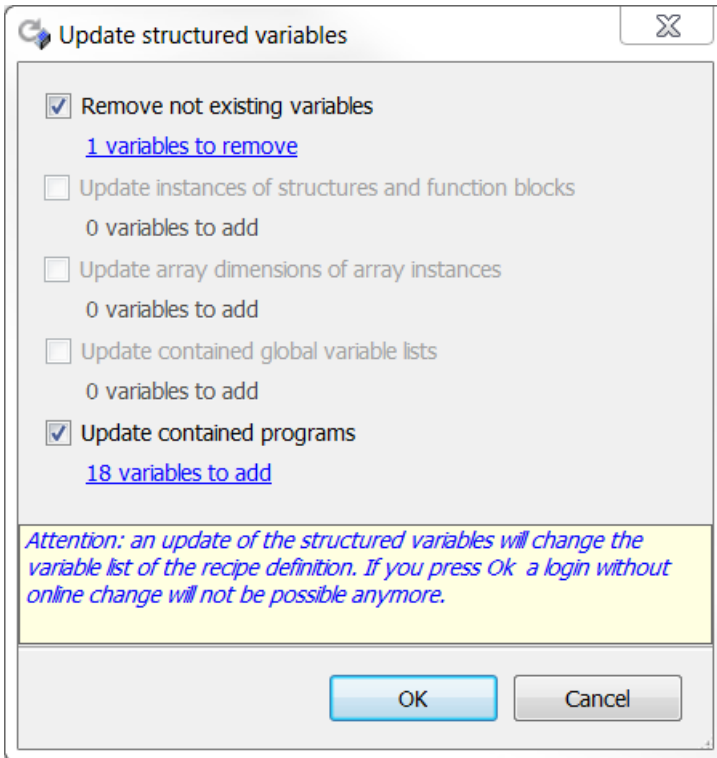 Update structured variables
Remove not existing variables
1 variables to remove
Update instances of structures and function blocks
0 variables to add
Update array dimensions of array instances
0 variables to add
Update contained global variable lists
0 variables to add
Update contained programs
18 variables to add
Attention: an update of the structured variables will change the
variable list of the recipe definition. If you press Ok a login without
online change will not be possible anymore.
OK
Cancel